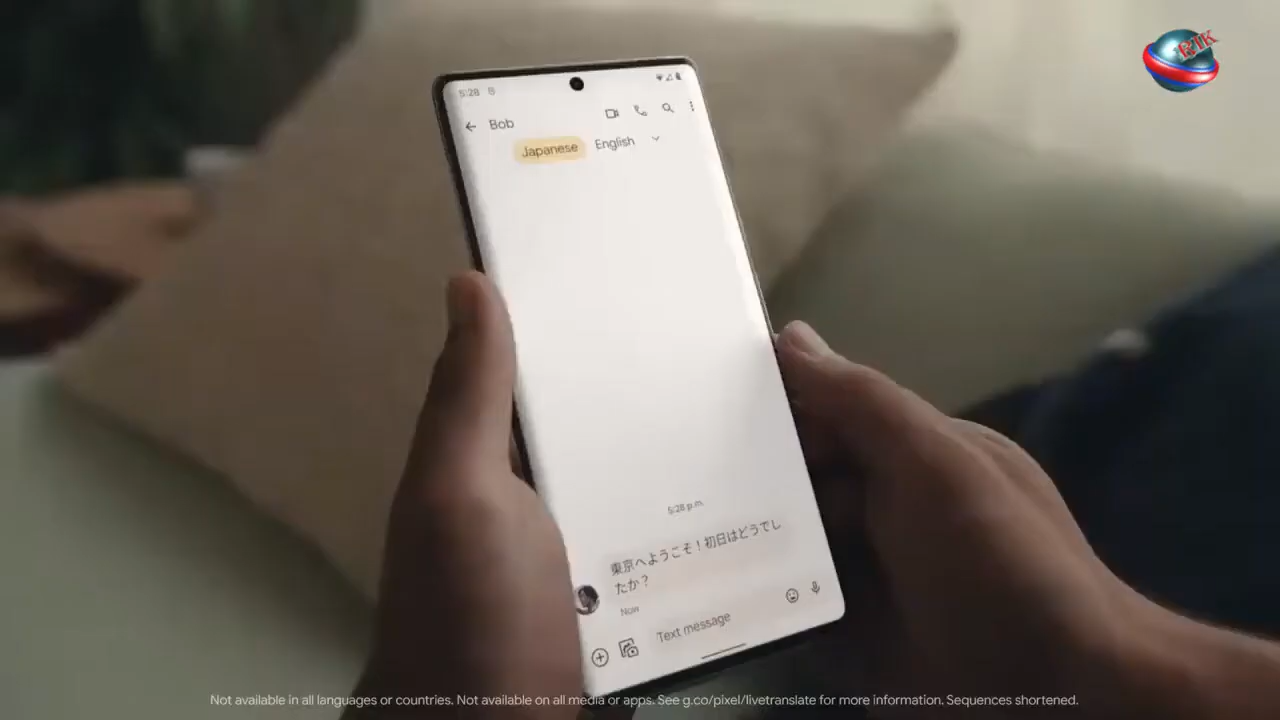 RIK
5:28
Bob
Japanese English
5:28 p.m.
東京へようこそ！初日はどうでし
たか？
Now
Text message
Not available in all languages or countries. Not available on all media or apps. See g.co/pixel/livetranslate for more information. Sequences shortened.